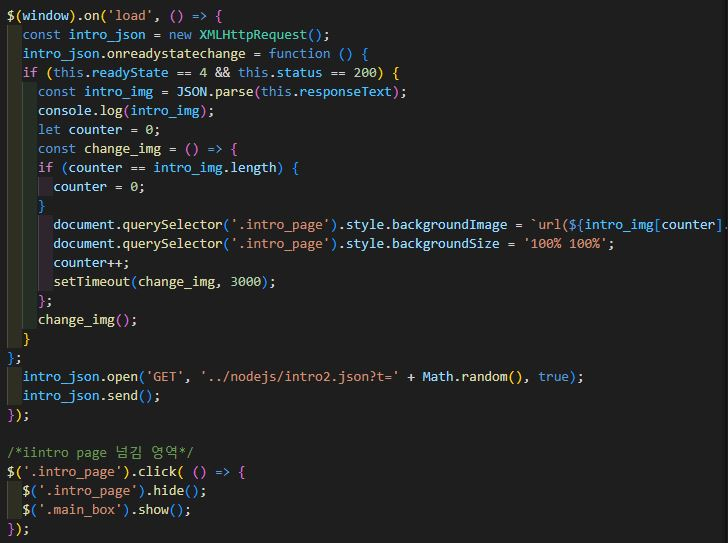 $(window).on('load', () => {
  const intro_json = new XMLHttpRequest();
  intro_json.onreadystatechange = function () {
  if (this.readyState == 4 && this.status == 200) {
    const intro_img = JSON.parse(this.responseText);
    console.log(intro_img);
    let counter = 0;
    const change_img = () => {
    if (counter == intro_img.length) {
      counter = 0;
    }
      document.querySelector('.intro_page').style.backgroundImage = `url(${intro_img[counter].
      document.querySelector('.intro_page').style.backgroundSize = '100% 100%';
      counter++;
      setTimeout(change_img, 3000);
    };
    change_img();
  }
};
  intro_json.open('GET', '../nodejs/intro2.json?t=' + Math.random(), true);
  intro_json.send();
});

/*iintro page 넘김 영역*/
$('.intro_page').click( () => {
  $('.intro_page').hide();
  $('.main_box').show();
});